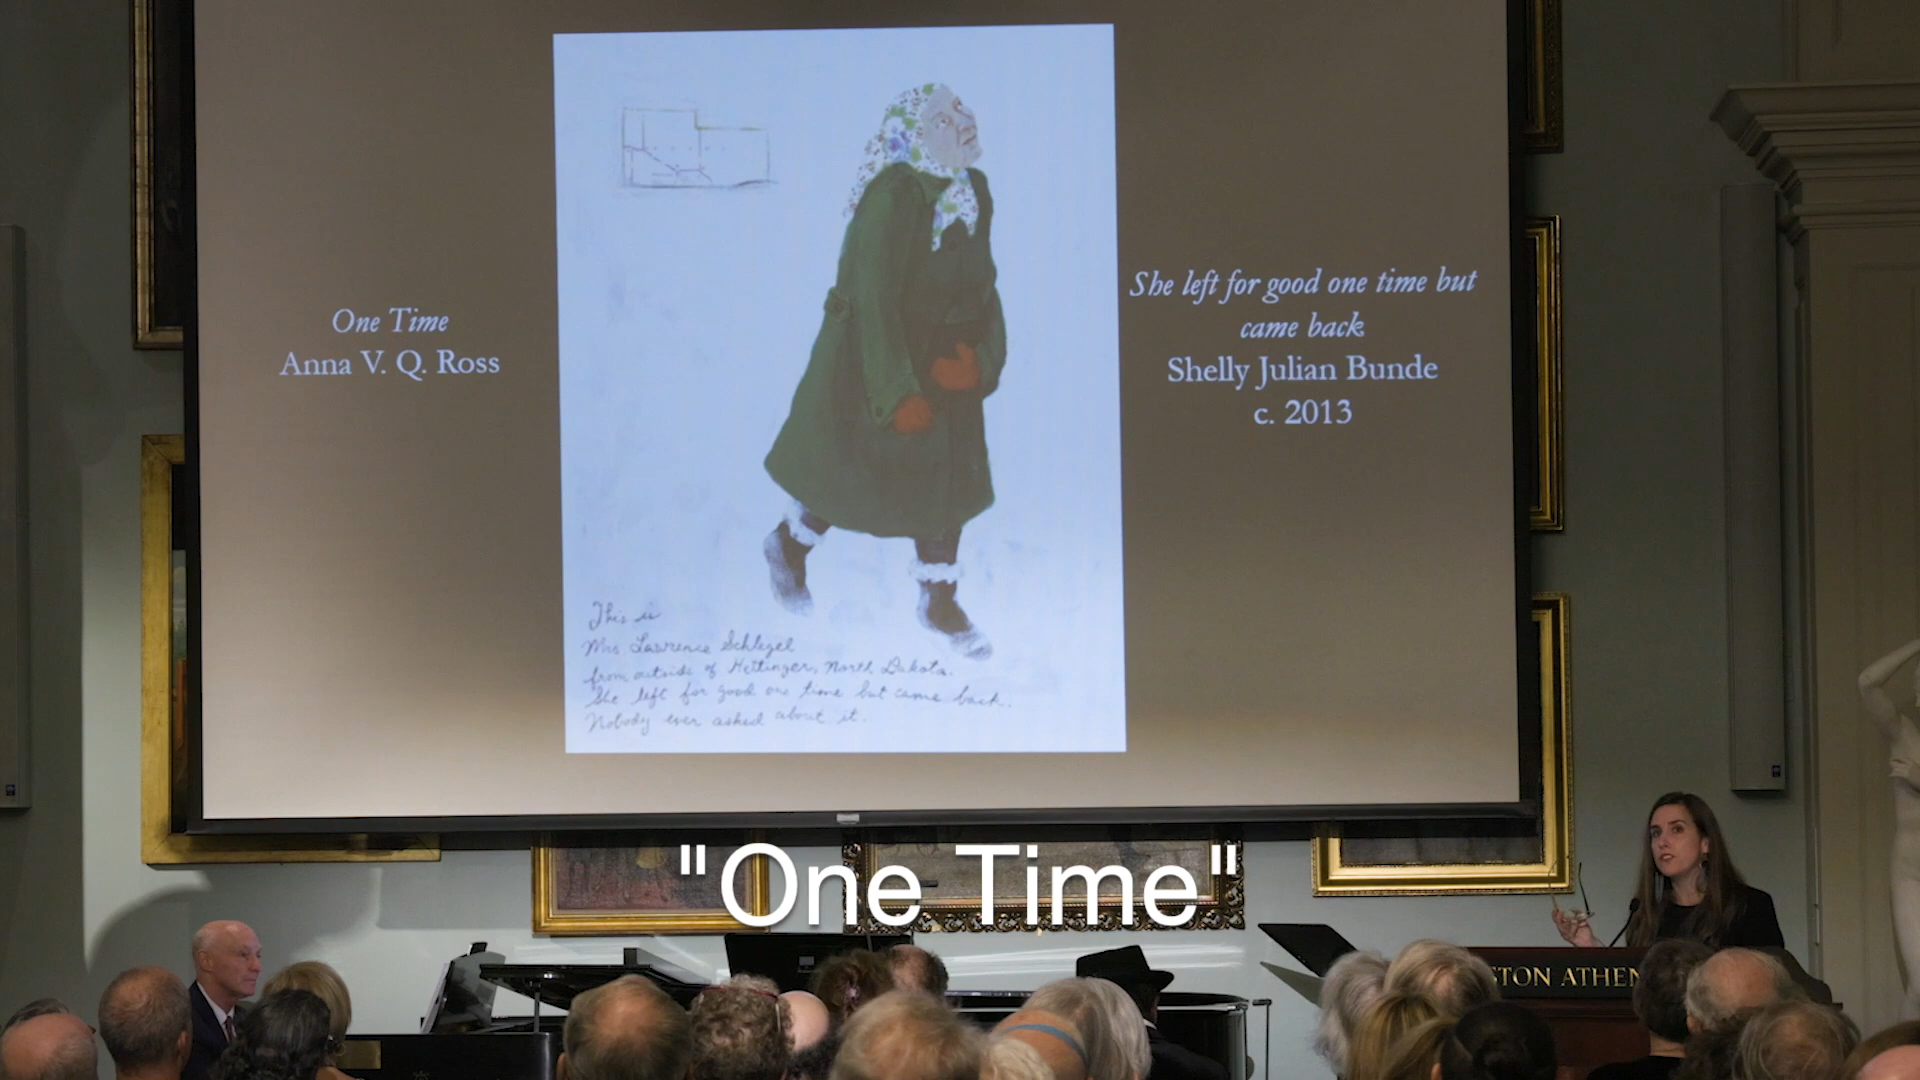 One Time
Anna V. Q. Ross
She left for good one time but
came back
Shelly Julian Bunde
c. 2013
This is
Mrs Lawrence Schlegel
from outside of Hettinger, North Dakota.
She left for good one time but came back.
Nobody ever asked about it.
"One Time"
STON ATHEN